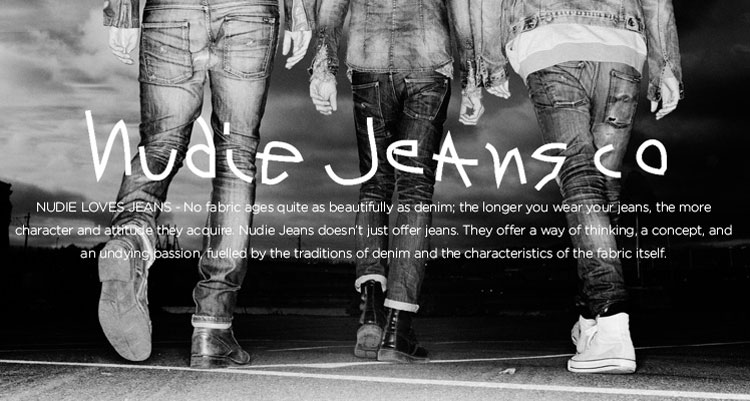 nudie Jeans co
NUDIE LOVES JEANS - No fabric ages quite as beautifully as denim; the longer you wear your jeans, the more
character and attitude they acquire. Nudie Jeans doesn't just offer jeans. They offer a way of thinking, a concept, and
an undying passion, fuelled by the traditions of denim and the characteristics of the fabric itself.